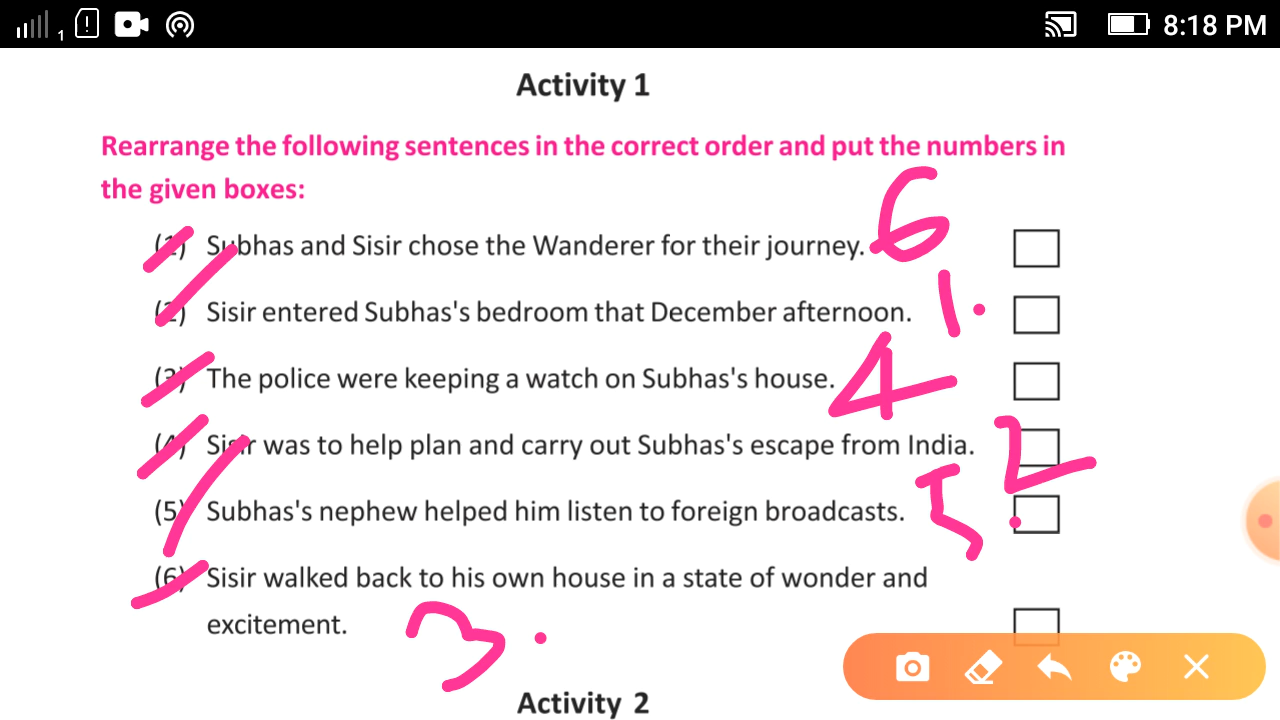 1 8:18 PM
Activity 1
Rearrange the following sentences in the correct order and put the numbers in
the given boxes:
(1) Subhas and Sisir chose the Wanderer for their journey. 6
(2) Sisir entered Subhas's bedroom that December afternoon. 1.
(3) The police were keeping a watch on Subhas's house. 4
(4) Sisir was to help plan and carry out Subhas's escape from India. 2
(5) Subhas's nephew helped him listen to foreign broadcasts. 5.
(6) Sisir walked back to his own house in a state of wonder and
excitement. 3.
Activity 2